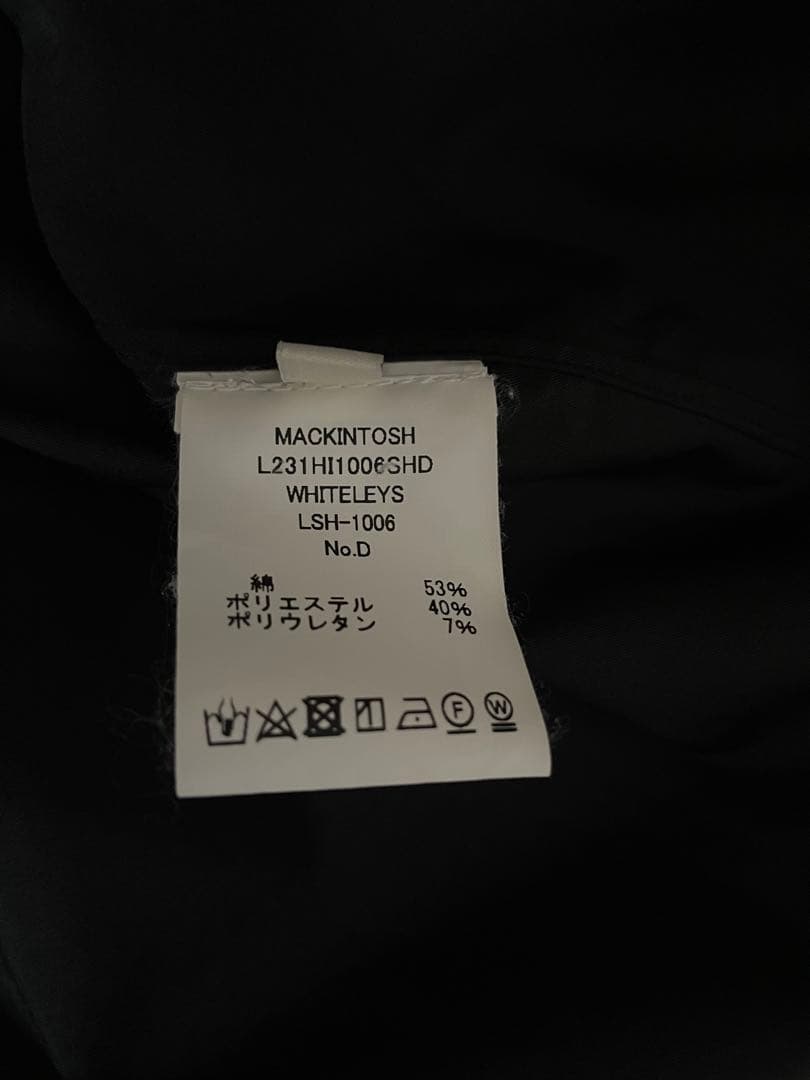 MACKINTOSH
L231HI1006SHD
WHITELEYS
LSH-1006
No.D
綿 53%
ポリエステル 40%
ポリウレタン 7%
F W